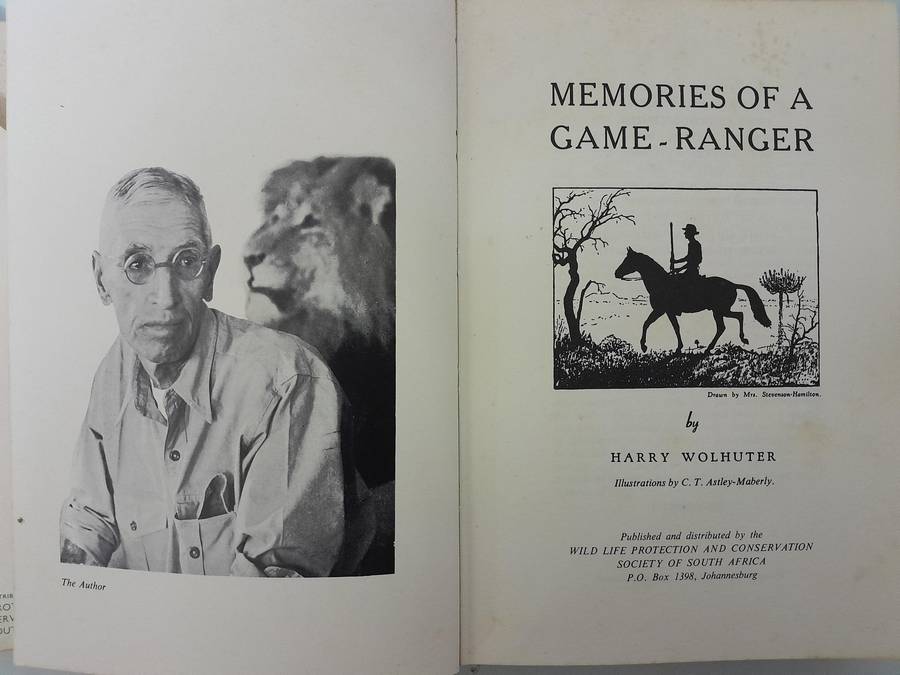 The Author
MEMORIES OF A
GAME-RANGER
Drawn by Mrs. Stevenson-Hamilton.
by
HARRY WOLHUTER
Illustrations by C. T. Astley-Maberly.
Published and distributed by the
WILD LIFE PROTECTION AND CONSERVATION
SOCIETY OF SOUTH AFRICA
P.O. Box 1398, Johannesburg